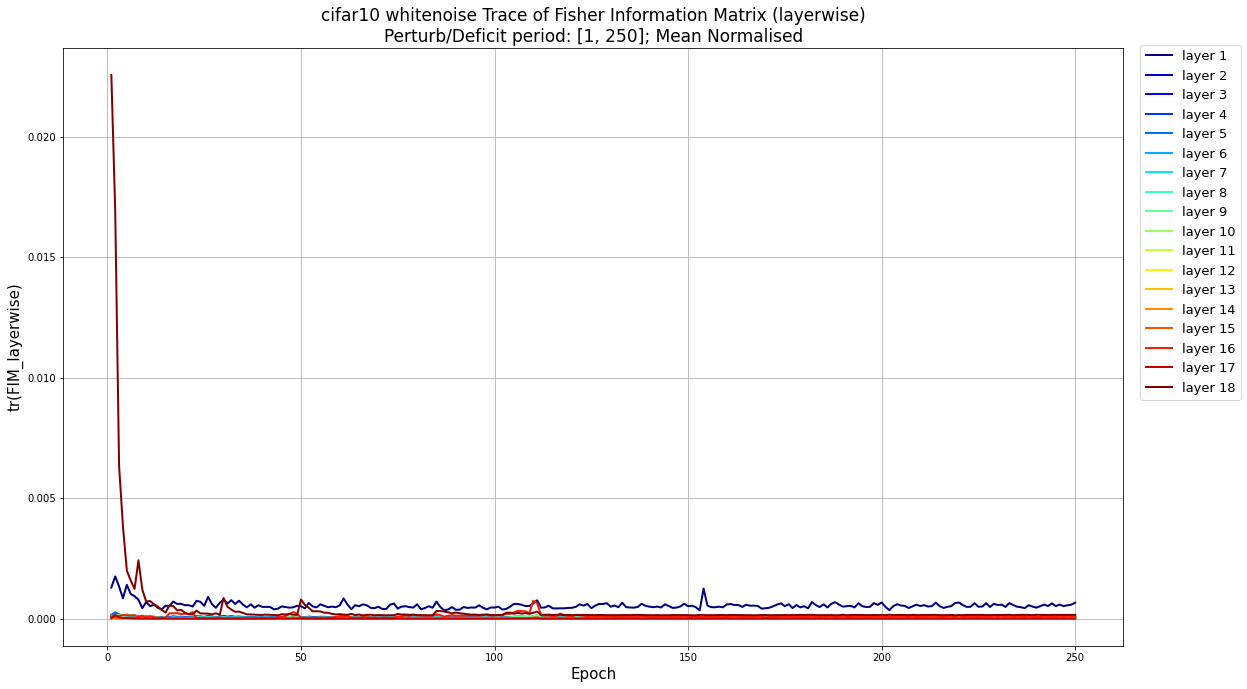 cifar10 whitenoise Trace of Fisher Information Matrix (layerwise)
Perturb/Deficit period: [1, 250]; Mean Normalised
layer 1
layer 2
layer 3
layer 4
layer 5
layer 6
layer 7
layer 8
layer 9
layer 10
layer 11
layer 12
layer 13
layer 14
layer 15
layer 16
layer 17
layer 18
tr(FIM_layerwise)
0.020
0.015
0.010
0.005
0.000
0
50
100
150
200
250
Epoch